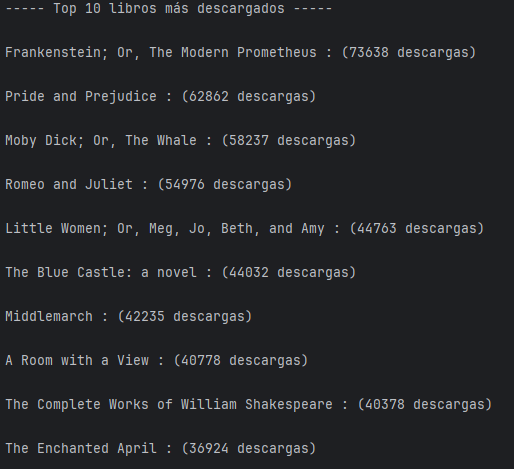 ----- Top 10 libros más descargados -----
Frankenstein; Or, The Modern Prometheus : (73638 descargas)
Pride and Prejudice : (62862 descargas)
Moby Dick; Or, The Whale : (58237 descargas)
Romeo and Juliet : (54976 descargas)
Little Women; Or, Meg, Jo, Beth, and Amy : (44763 descargas)
The Blue Castle: a novel : (44032 descargas)
Middlemarch : (42235 descargas)
A Room with a View : (40778 descargas)
The Complete Works of William Shakespeare : (40378 descargas)
The Enchanted April : (36924 descargas)